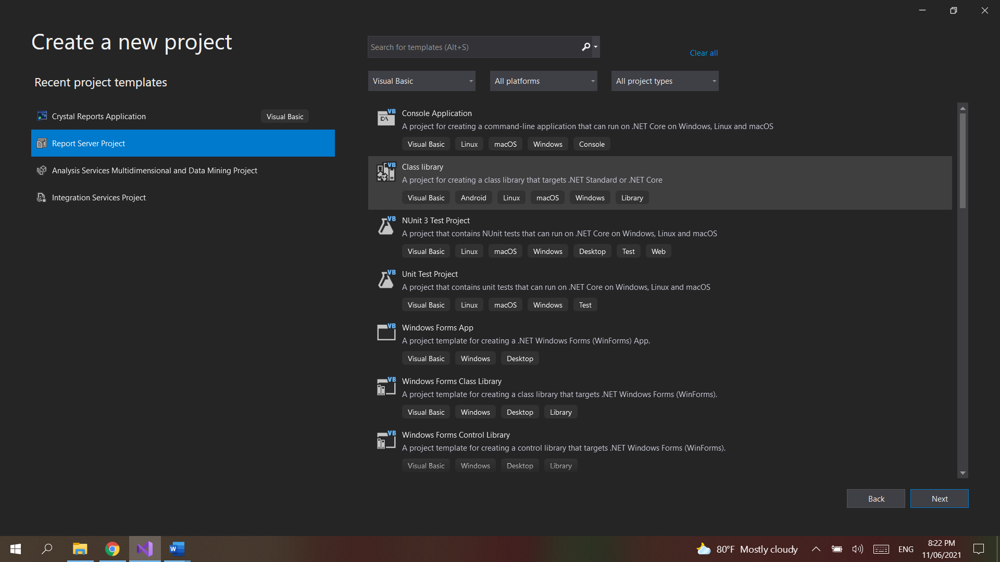 Create a new project
Search for templates (Alt+S)
Clear all
Recent project templates
Visual Basic
All platforms
All project types
Crystal Reports Application
Visual Basic
Report Server Project
Analysis Services Multidimensional and Data Mining Project
Integration Services Project
VB
C:\
Console Application
A project for creating a command-line application that can run on .NET Core on Windows, Linux and macOS
Visual Basic Linux macOS Windows Console
VB
Class library
A project for creating a class library that targets .NET Standard or .NET Core
Visual Basic Android Linux macOS Windows Library
VB
NUnit 3 Test Project
A project that contains NUnit tests that can run on .NET Core on Windows, Linux and macOS
Visual Basic Linux macOS Windows Desktop Test Web
VB
Unit Test Project
A project that contains unit tests that can run on .NET Core on Windows, Linux and macOS
Visual Basic Linux macOS Windows Test
VB
Windows Forms App
A project template for creating a .NET Windows Forms (WinForms) App.
Visual Basic Windows Desktop
VB
Windows Forms Class Library
A project template for creating a class library that targets .NET Windows Forms (WinForms).
Visual Basic Windows Desktop Library
VB
Windows Forms Control Library
A project template for creating a control library that targets .NET Windows Forms (WinForms).
Visual Basic Windows Desktop Library
Back
Next
W
80°F Mostly cloudy
ENG
8:22 PM
11/06/2021